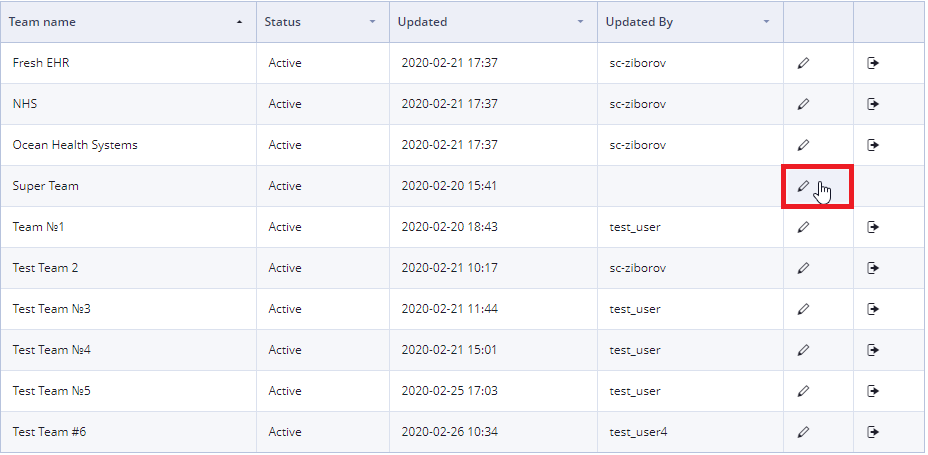 Team name Status Updated Updated By
Fresh EHR Active 2020-02-21 17:37 sc-ziborov
NHS Active 2020-02-21 17:37 sc-ziborov
Ocean Health Systems Active 2020-02-21 17:37 sc-ziborov
Super Team Active 2020-02-20 15:41
Team №1 Active 2020-02-20 18:43 test_user
Test Team 2 Active 2020-02-21 10:17 sc-ziborov
Test Team №3 Active 2020-02-21 11:44 test_user
Test Team №4 Active 2020-02-21 15:01 test_user
Test Team №5 Active 2020-02-25 17:03 test_user
Test Team #6 Active 2020-02-26 10:34 test_user4